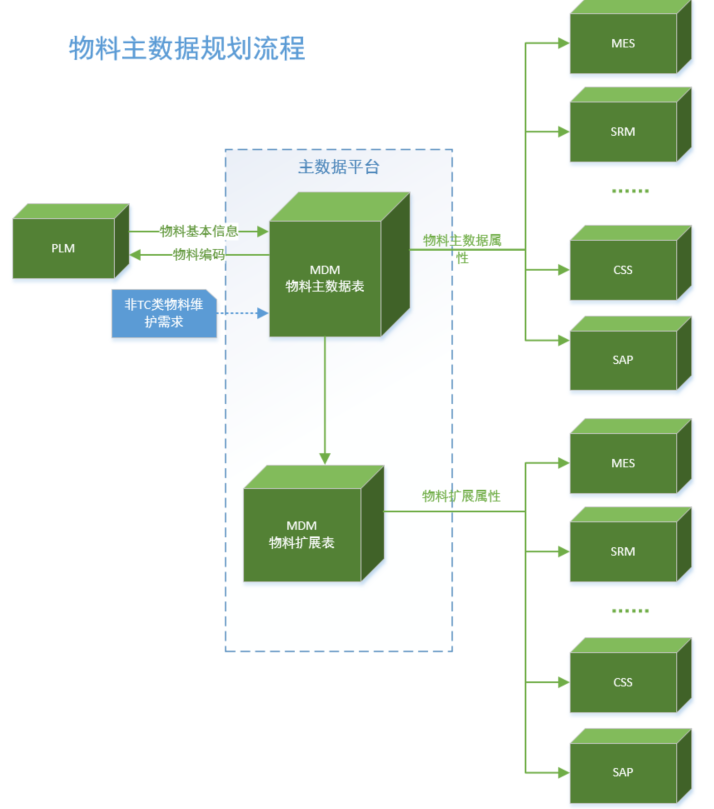 物料主数据规划流程
MES
SRM
......
主数据平台
PLM
物料基本信息
物料编码
物料主数据属
性
MDM
物料主数据表
CSS
非TC类物料维
护需求
SAP
MES
物料扩展属性
MDM
物料扩展表
SRM
......
CSS
SAP